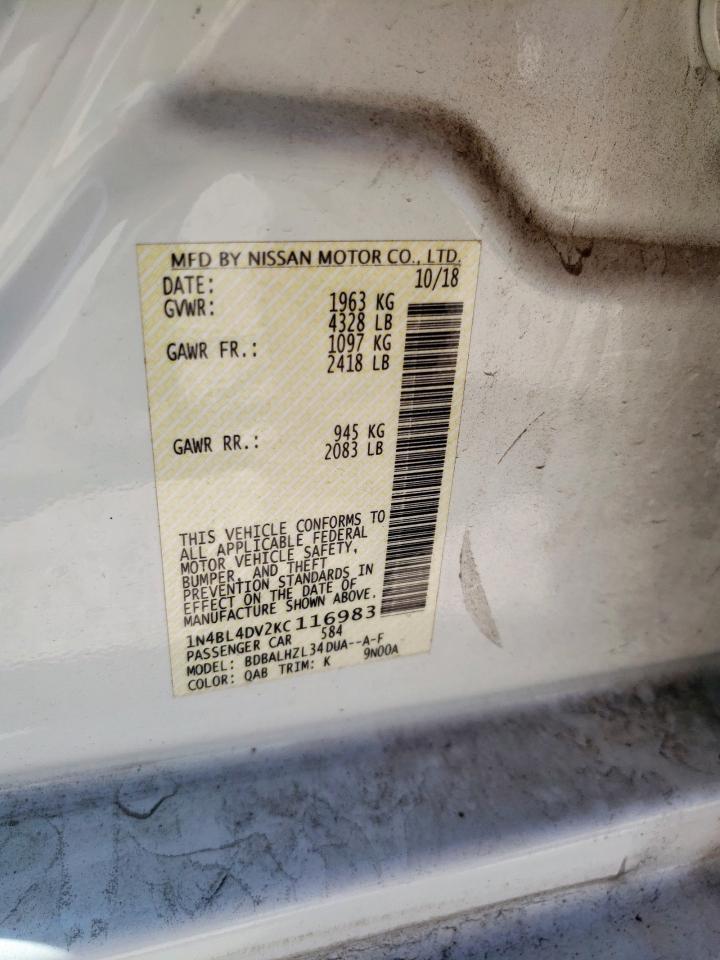 MFD BY NISSAN MOTOR CO., LTD.
DATE: 10/18
GVWR: 1963 KG
4328 LB
GAWR FR.: 1097 KG
2418 LB
GAWR RR.: 945 KG
2083 LB
THIS VEHICLE CONFORMS TO
ALL APPLICABLE FEDERAL
MOTOR VEHICLE SAFETY,
BUMPER, AND THEFT
PREVENTION STANDARDS IN
EFFECT ON THE DATE OF
MANUFACTURE SHOWN ABOVE.
1N4BL4DV2KC116983
PASSENGER CAR 584
MODEL: BDBALHZL34DUA--A-F
COLOR: QAB TRIM: K 9N00A